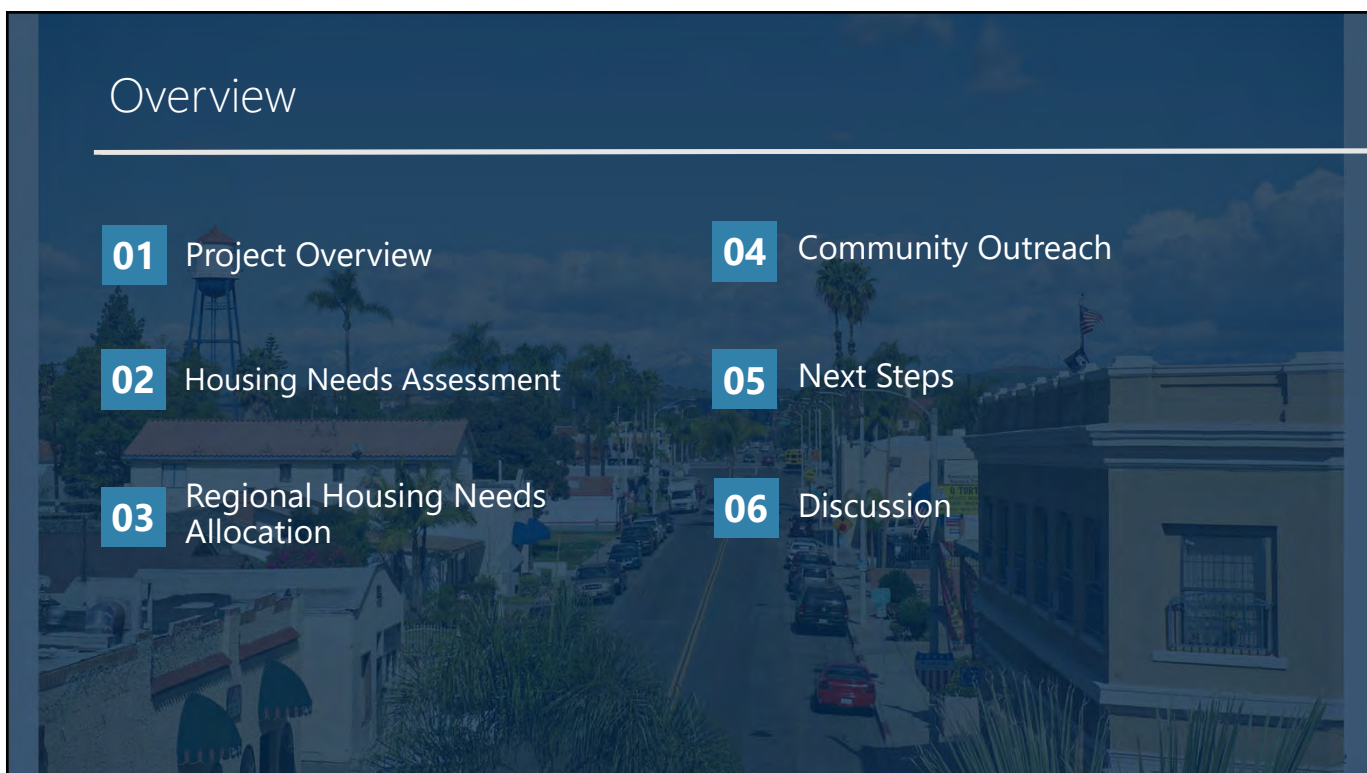 Overview
01 Project Overview
02 Housing Needs Assessment
03 Regional Housing Needs
Allocation
04 Community Outreach
05 Next Steps
06 Discussion